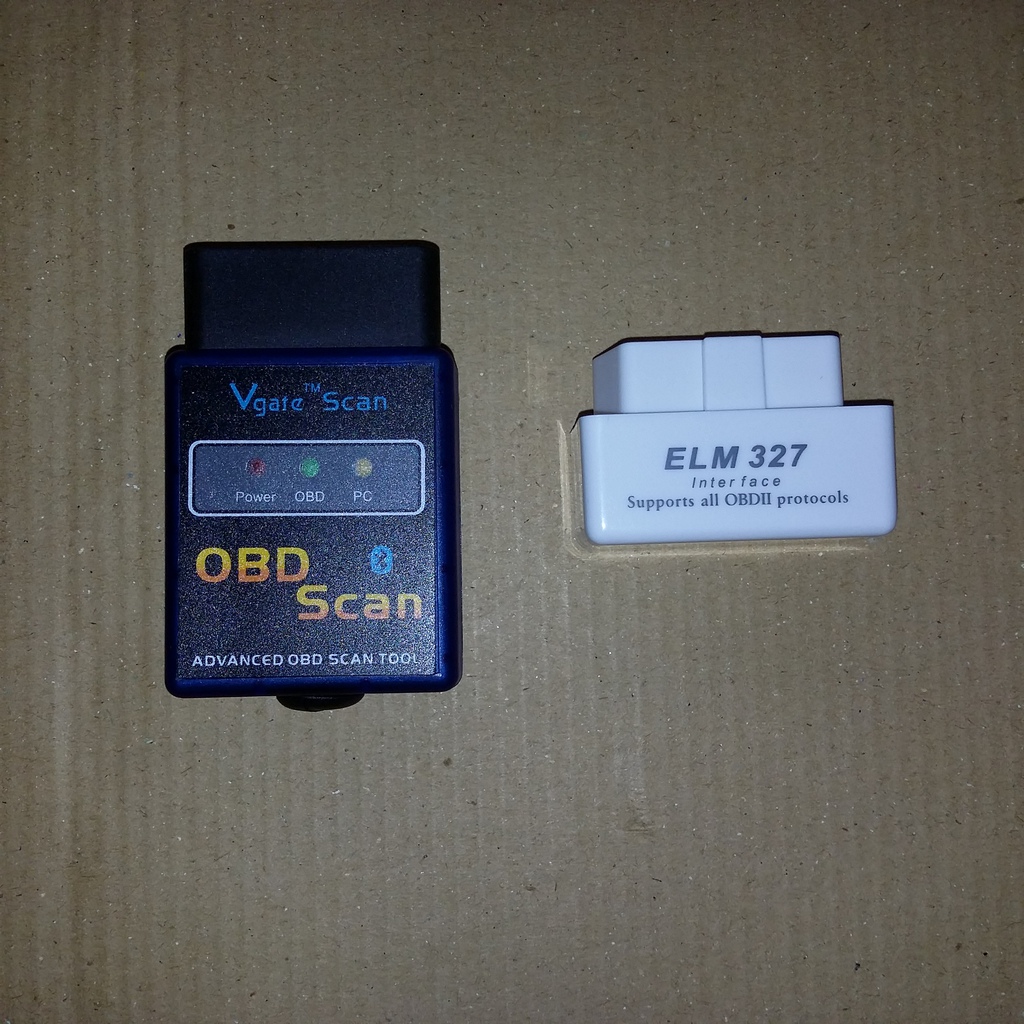 Vgate™ Scan
Power OBD PC
OBD
Scan
ADVANCED OBD SCAN TOOL
ELM 327
Interface
Supports all OBDII protocols